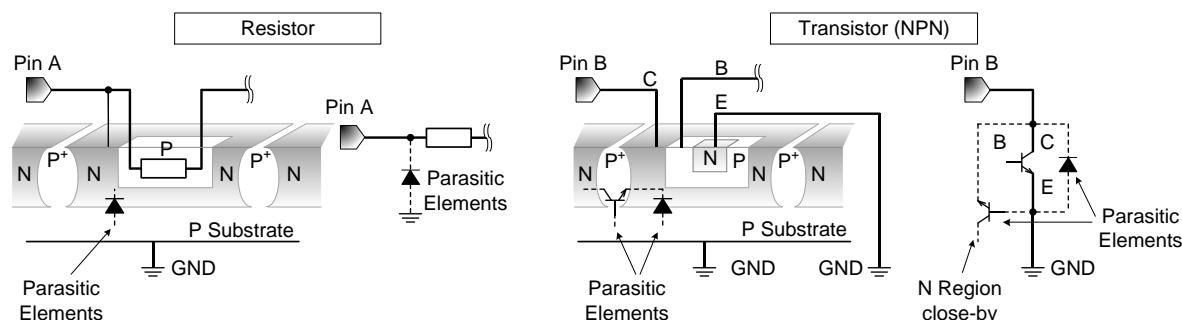 Resistor
Transistor (NPN)
Pin A
Pin B
C
B
E
Pin B
Pin A
N
P+
N
P
N
P+
N
Parasitic
Elements
N
P+
N
N
P
N
P+
N
B
C
E
P Substrate
GND
Parasitic
Elements
P Substrate
GND
GND
Parasitic
Elements
GND
N Region
close-by
Parasitic
Elements